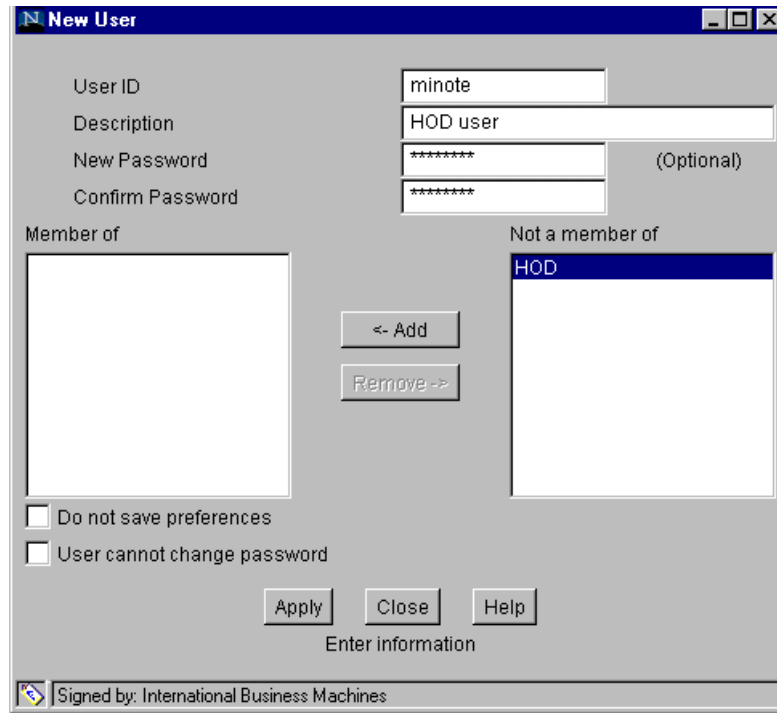 N New User
User ID minote
Description HOD user
New Password ******** (Optional)
Confirm Password ********
Member of Not a member of
HOD
<- Add
Remove ->
Do not save preferences
User cannot change password
Apply Close Help
Enter information
Signed by: International Business Machines